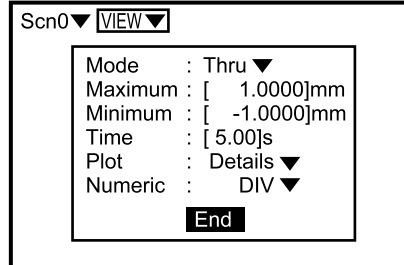 Scn0▼ VIEW▼
Mode : Thru ▼
Maximum : [ 1.0000]mm
Minimum : [ -1.0000]mm
Time : [ 5.00]s
Plot : Details ▼
Numeric : DIV ▼
End